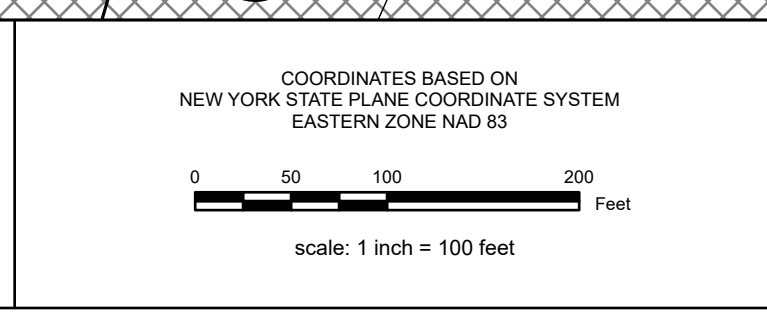 COORDINATES BASED ON
NEW YORK STATE PLANE COORDINATE SYSTEM
EASTERN ZONE NAD 83
0 50 100 200
Feet
scale: 1 inch = 100 feet